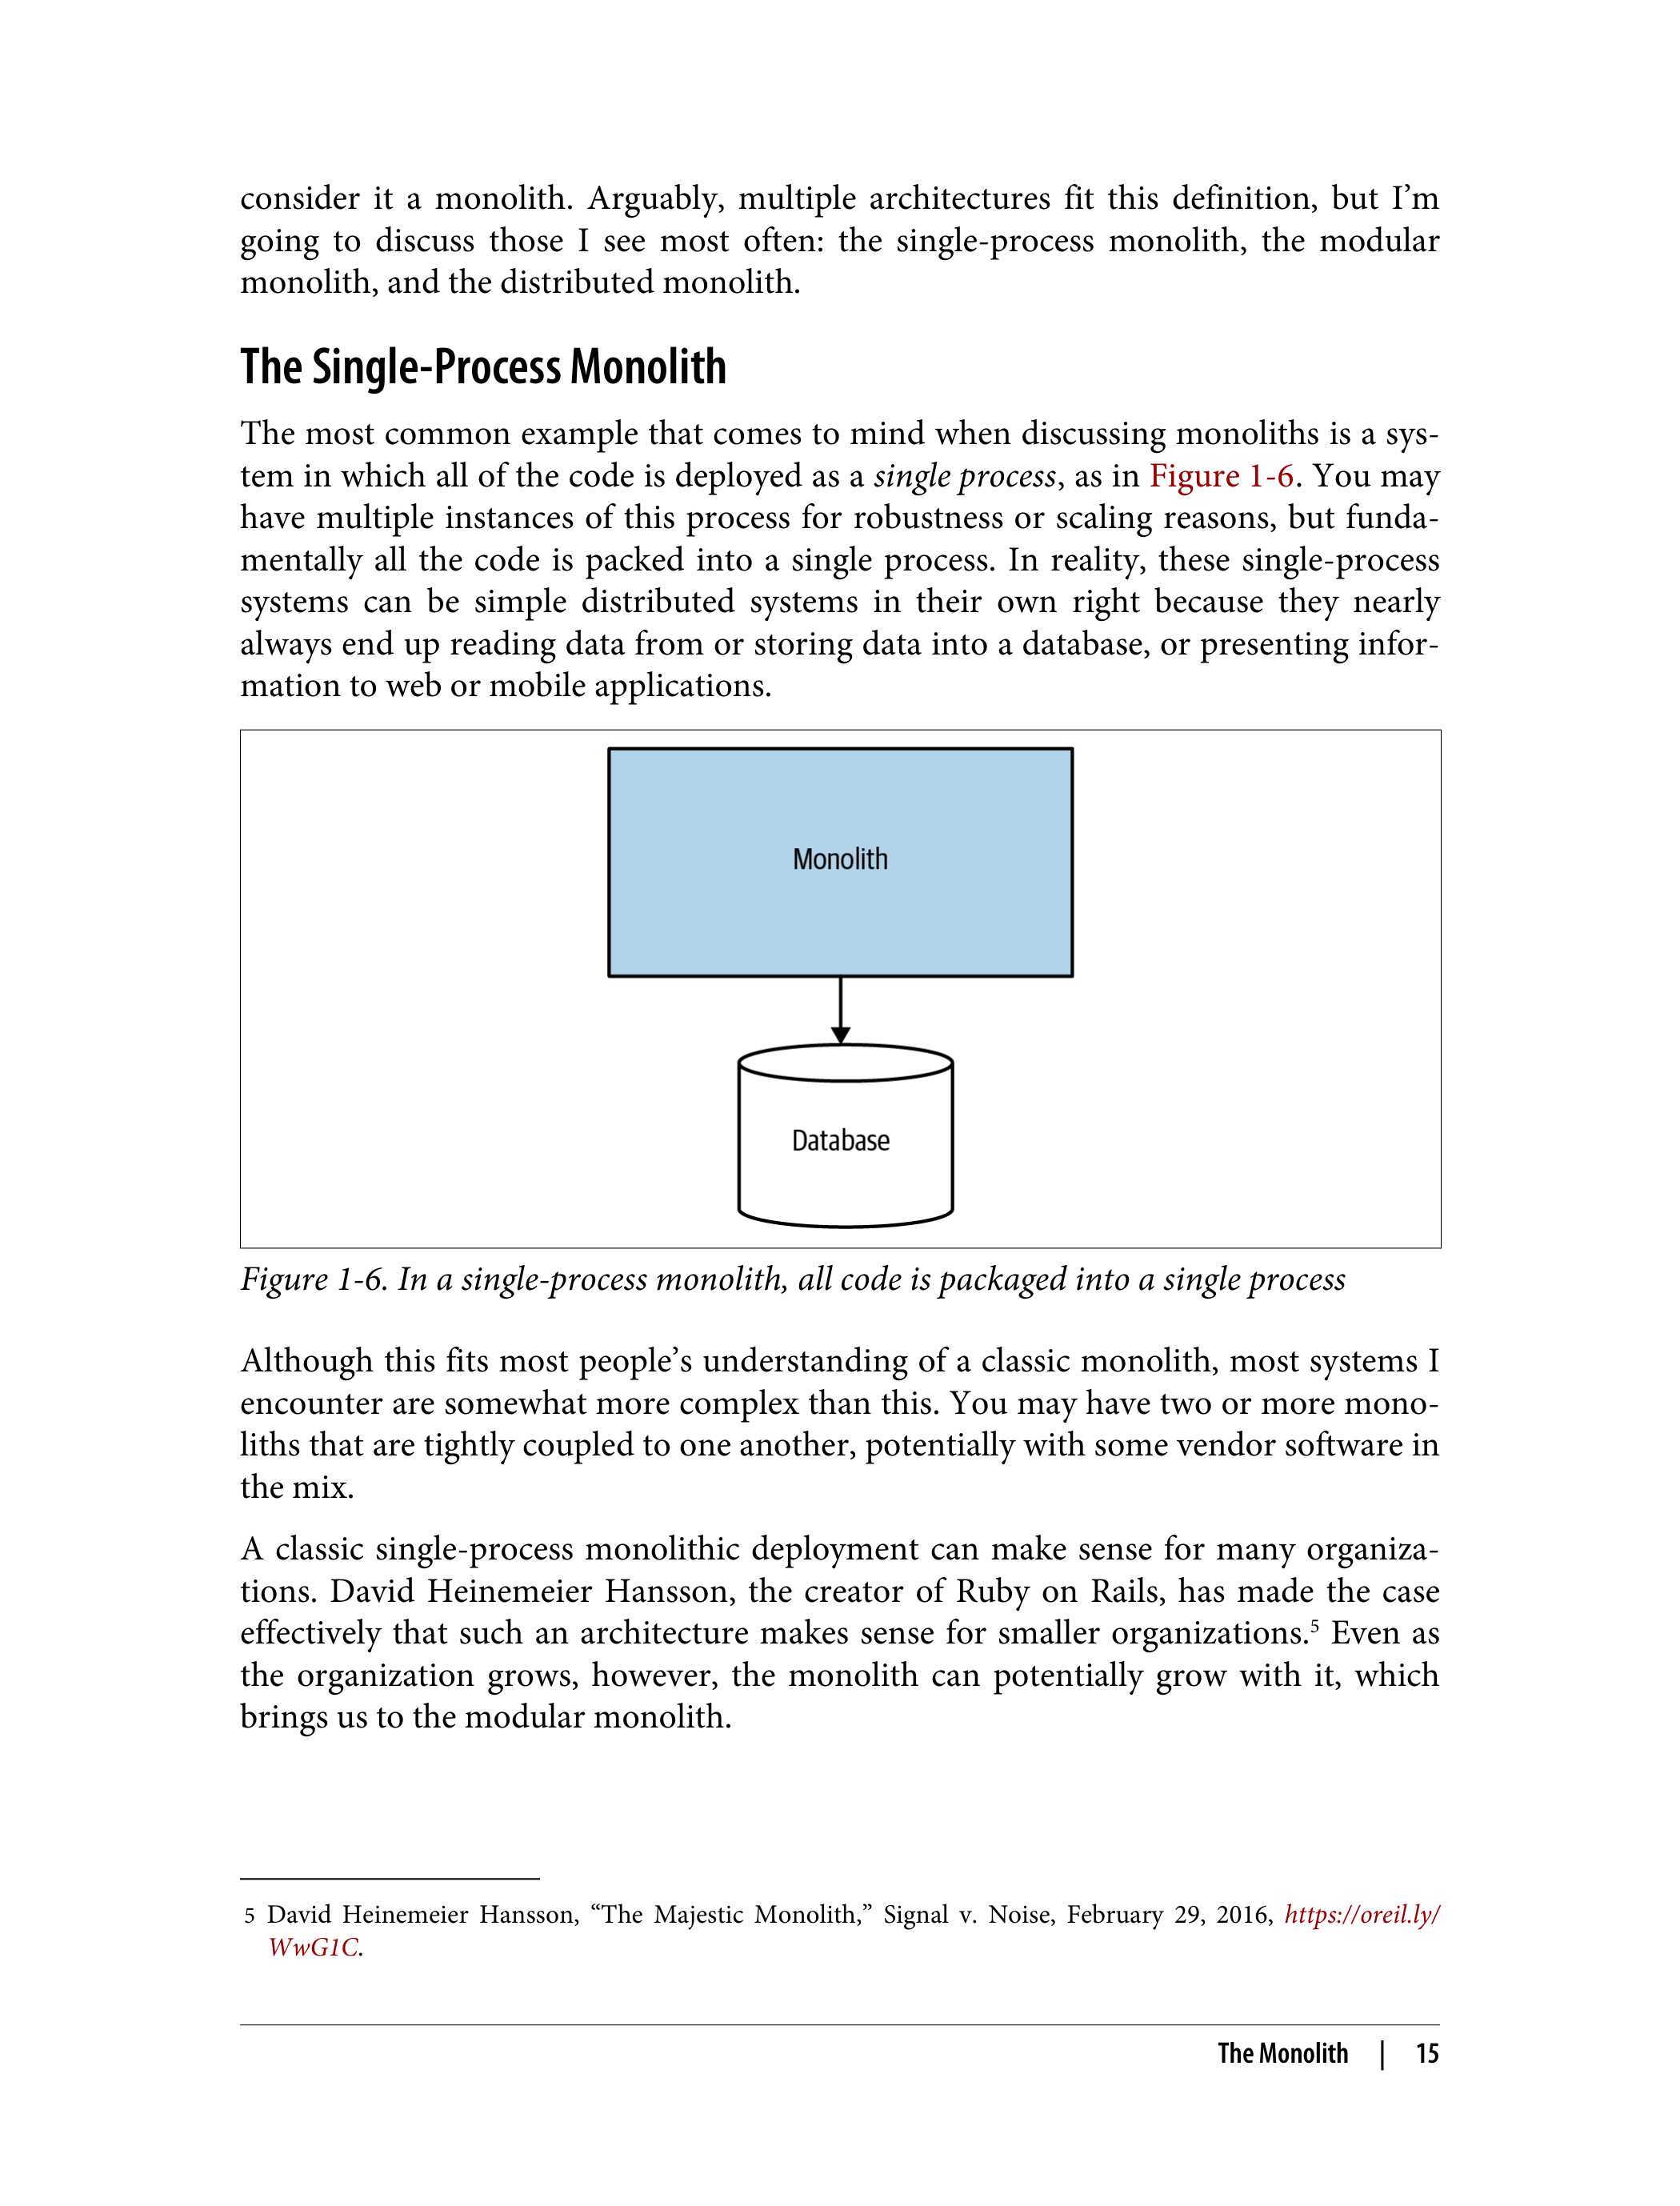 consider it a monolith. Arguably, multiple architectures fit this definition, but I’m
going to discuss those I see most often: the single-process monolith, the modular
monolith, and the distributed monolith.
The Single-Process Monolith
The most common example that comes to mind when discussing monoliths is a sys-
tem in which all of the code is deployed as a single process, as in Figure 1-6. You may
have multiple instances of this process for robustness or scaling reasons, but funda-
mentally all the code is packed into a single process. In reality, these single-process
systems can be simple distributed systems in their own right because they nearly
always end up reading data from or storing data into a database, or presenting infor-
mation to web or mobile applications.
Monolith
Database
Figure 1-6. In a single-process monolith, all code is packaged into a single process
Although this fits most people’s understanding of a classic monolith, most systems I
encounter are somewhat more complex than this. You may have two or more mono-
liths that are tightly coupled to one another, potentially with some vendor software in
the mix.
A classic single-process monolithic deployment can make sense for many organiza-
tions. David Heinemeier Hansson, the creator of Ruby on Rails, has made the case
effectively that such an architecture makes sense for smaller organizations.5 Even as
the organization grows, however, the monolith can potentially grow with it, which
brings us to the modular monolith.
5 David Heinemeier Hansson, “The Majestic Monolith,” Signal v. Noise, February 29, 2016, https://oreil.ly/
WwG1C.
The Monolith | 15